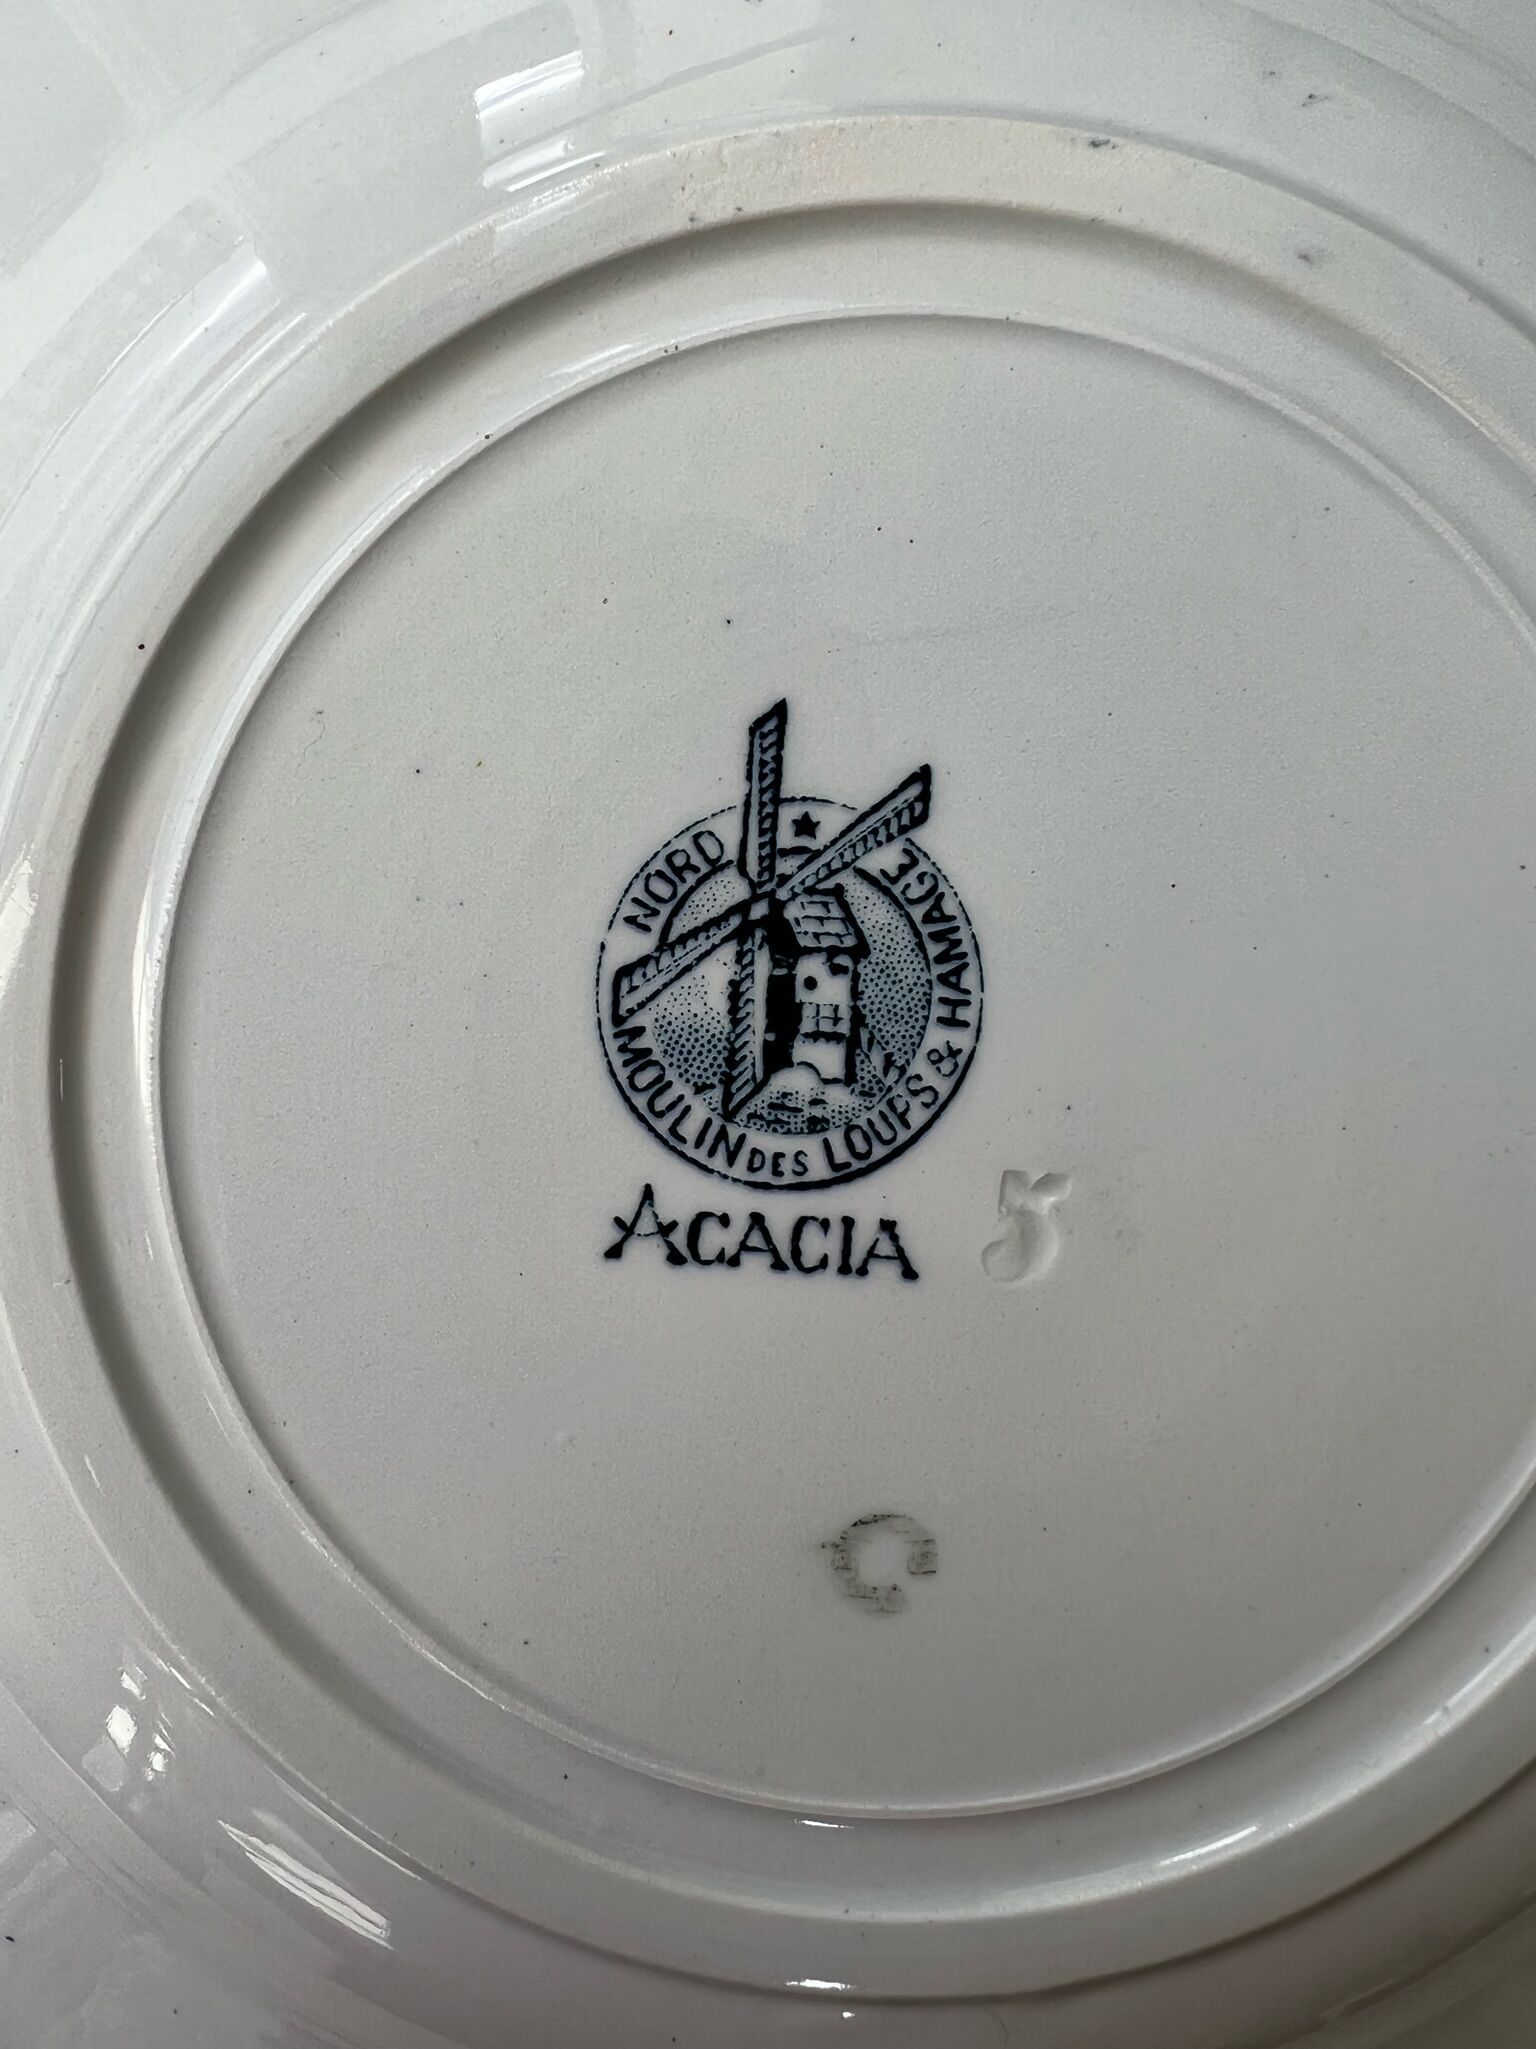 NORD ★ MOULIN DES LOUPS & HAMAGE
ACACIA
5
C